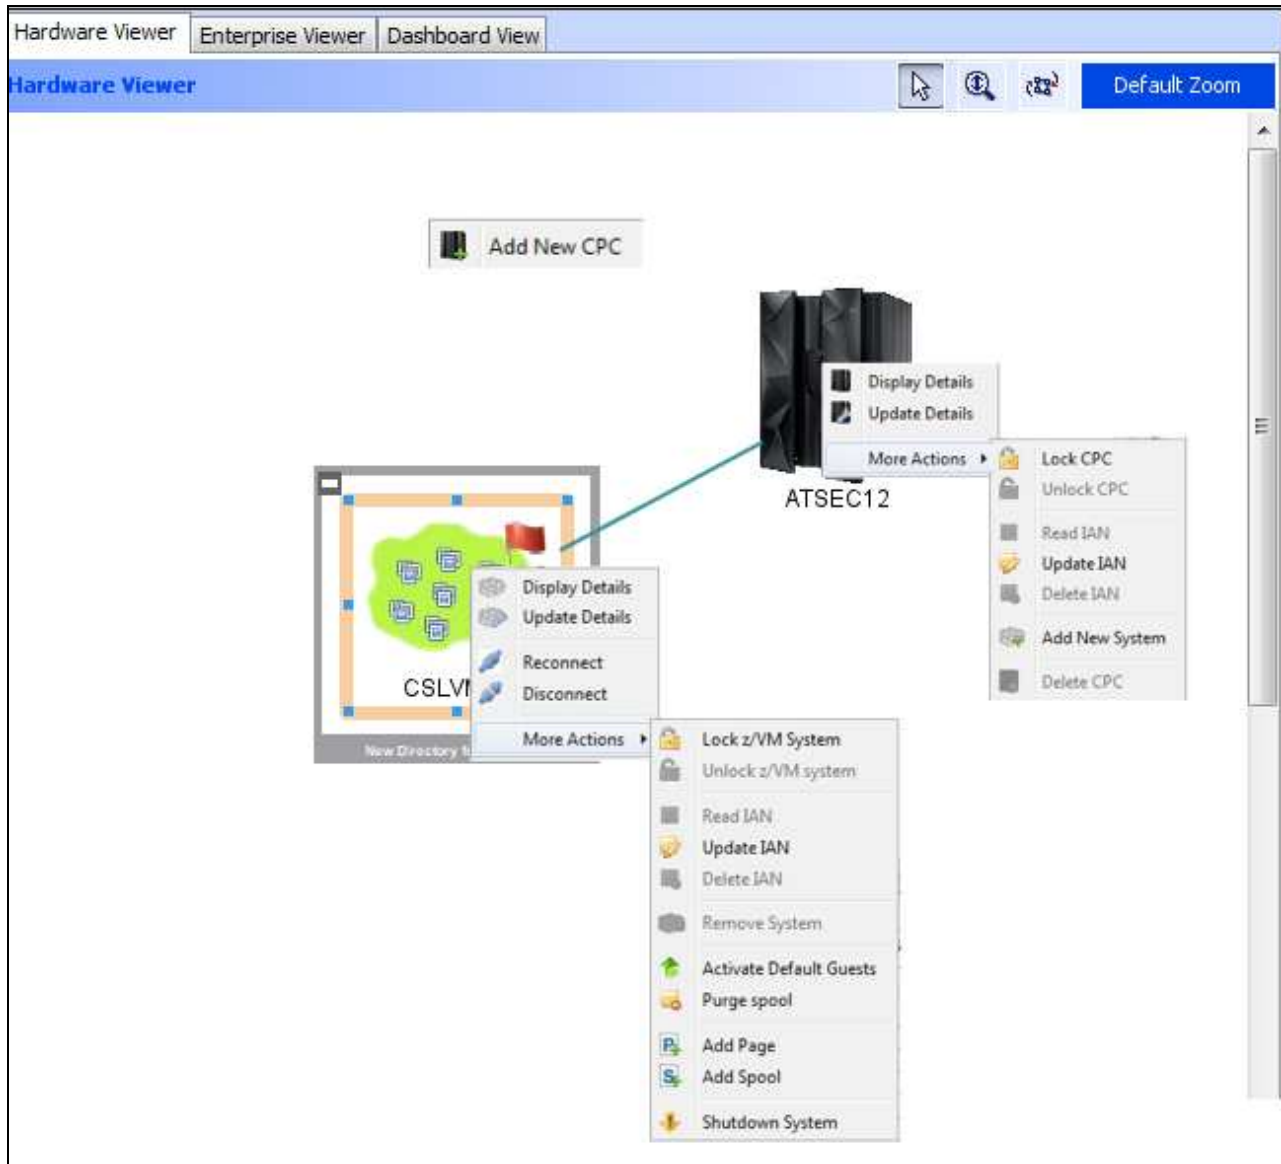 Hardware Viewer
Enterprise Viewer
Dashboard View
Hardware Viewer
Default Zoom
Add New CPC
Display Details
Update Details
More Actions
ATSEC12
Lock CPC
Unlock CPC
Read IAN
Update IAN
Delete IAN
Add New System
Delete CPC
CSLV
New Directory
Display Details
Update Details
Reconnect
Disconnect
More Actions
Lock z/VM System
Unlock z/VM system
Read IAN
Update IAN
Delete IAN
Remove System
Activate Default Guests
Purge spool
Add Page
Add Spool
Shutdown System